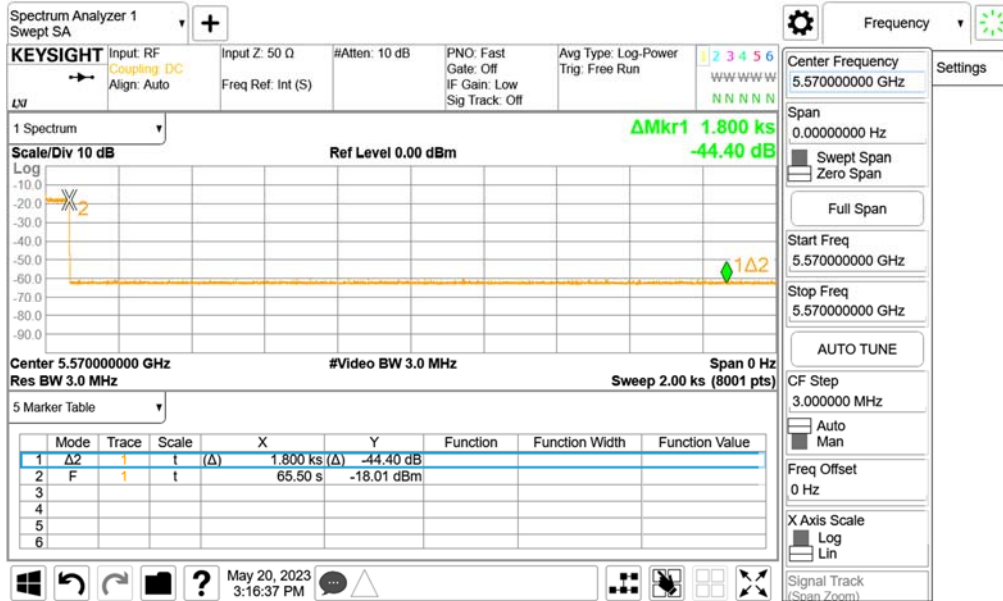 Spectrum Analyzer 1
Swept SA
+
Frequency
KEYSIGHT
Input: RF
Coupling: DC
Align: Auto
Input Z: 50 Ω
Freq Ref: Int (S)
#Atten: 10 dB
PNO: Fast
Gate: Off
IF Gain: Low
Sig Track: Off
Avg Type: Log-Power
Trig: Free Run
1 2 3 4 5 6
W W W W W
N N N N N
LXI
Center Frequency
5.570000000 GHz
Settings
1 Spectrum
ΔMkr1 1.800 ks
-44.40 dB
Scale/Div 10 dB
Ref Level 0.00 dBm
Log
-10.0
-20.0
-30.0
-40.0
-50.0
-60.0
-70.0
-80.0
-90.0
2
1Δ2
Center 5.570000000 GHz
#Video BW 3.0 MHz
Span 0 Hz
Res BW 3.0 MHz
Sweep 2.00 ks (8001 pts)
Span
0.00000000 Hz
Swept Span
Zero Span
Full Span
Start Freq
5.570000000 GHz
Stop Freq
5.570000000 GHz
AUTO TUNE
CF Step
3.000000 MHz
Auto
Man
Freq Offset
0 Hz
X Axis Scale
Log
Lin
Signal Track
(Span Zoom)
5 Marker Table
Mode Trace Scale X Y Function Function Width Function Value
1 Δ2 1 t (Δ) 1.800 ks (Δ) -44.40 dB
2 F 1 t 65.50 s -18.01 dBm
3
4
5
6
?
May 20, 2023
3:16:37 PM